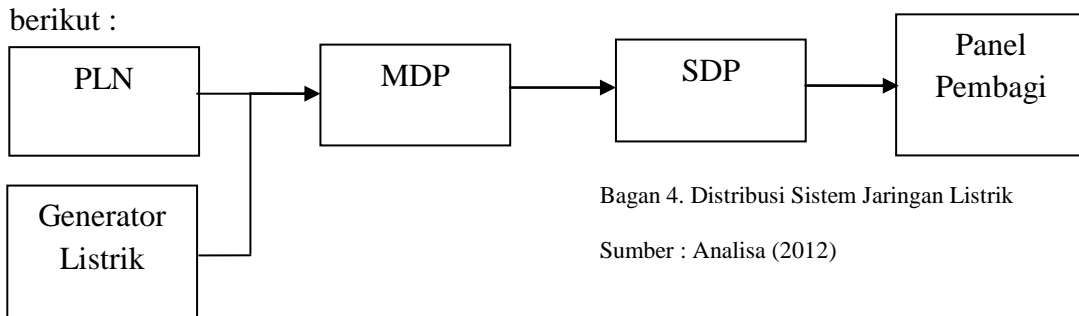 berikut :
PLN
MDP
SDP
Panel
Pembagi
Generator
Listrik
Bagan 4. Distribusi Sistem Jaringan Listrik
Sumber : Analisa (2012)